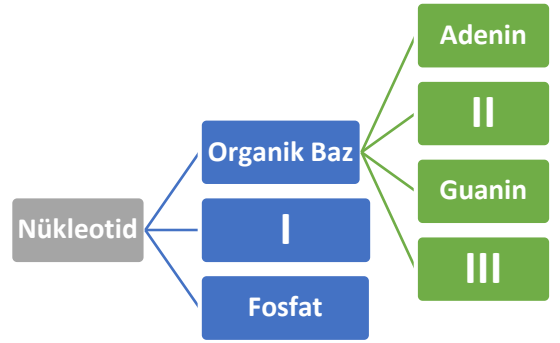 Nükleotid
Organik Baz
I
Fosfat
Adenin
II
Guanin
III